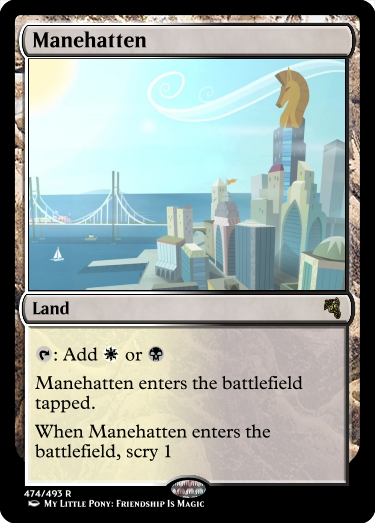 Manehatten
Land
: Add or
Manehatten enters the battlefield
tapped.
When Manehatten enters the
battlefield, scry 1
474/493 R
My Little Pony: Friendship Is Magic